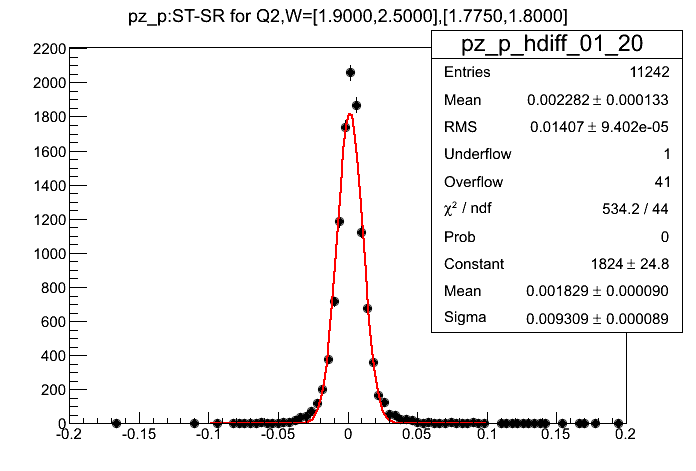 pz_p:ST-SR for Q2,W=[1.9000,2.5000],[1.7750,1.8000]
pz_p_hdiff_01_20
Entries 11242
Mean 0.002282 ± 0.000133
RMS 0.01407 ± 9.402e-05
Underflow 1
Overflow 41
χ² / ndf 534.2 / 44
Prob 0
Constant 1824 ± 24.8
Mean 0.001829 ± 0.000090
Sigma 0.009309 ± 0.000089
2200
2000
1800
1600
1400
1200
1000
800
600
400
200
0
-0.2 -0.15 -0.1 -0.05 0 0.05 0.1 0.15 0.2